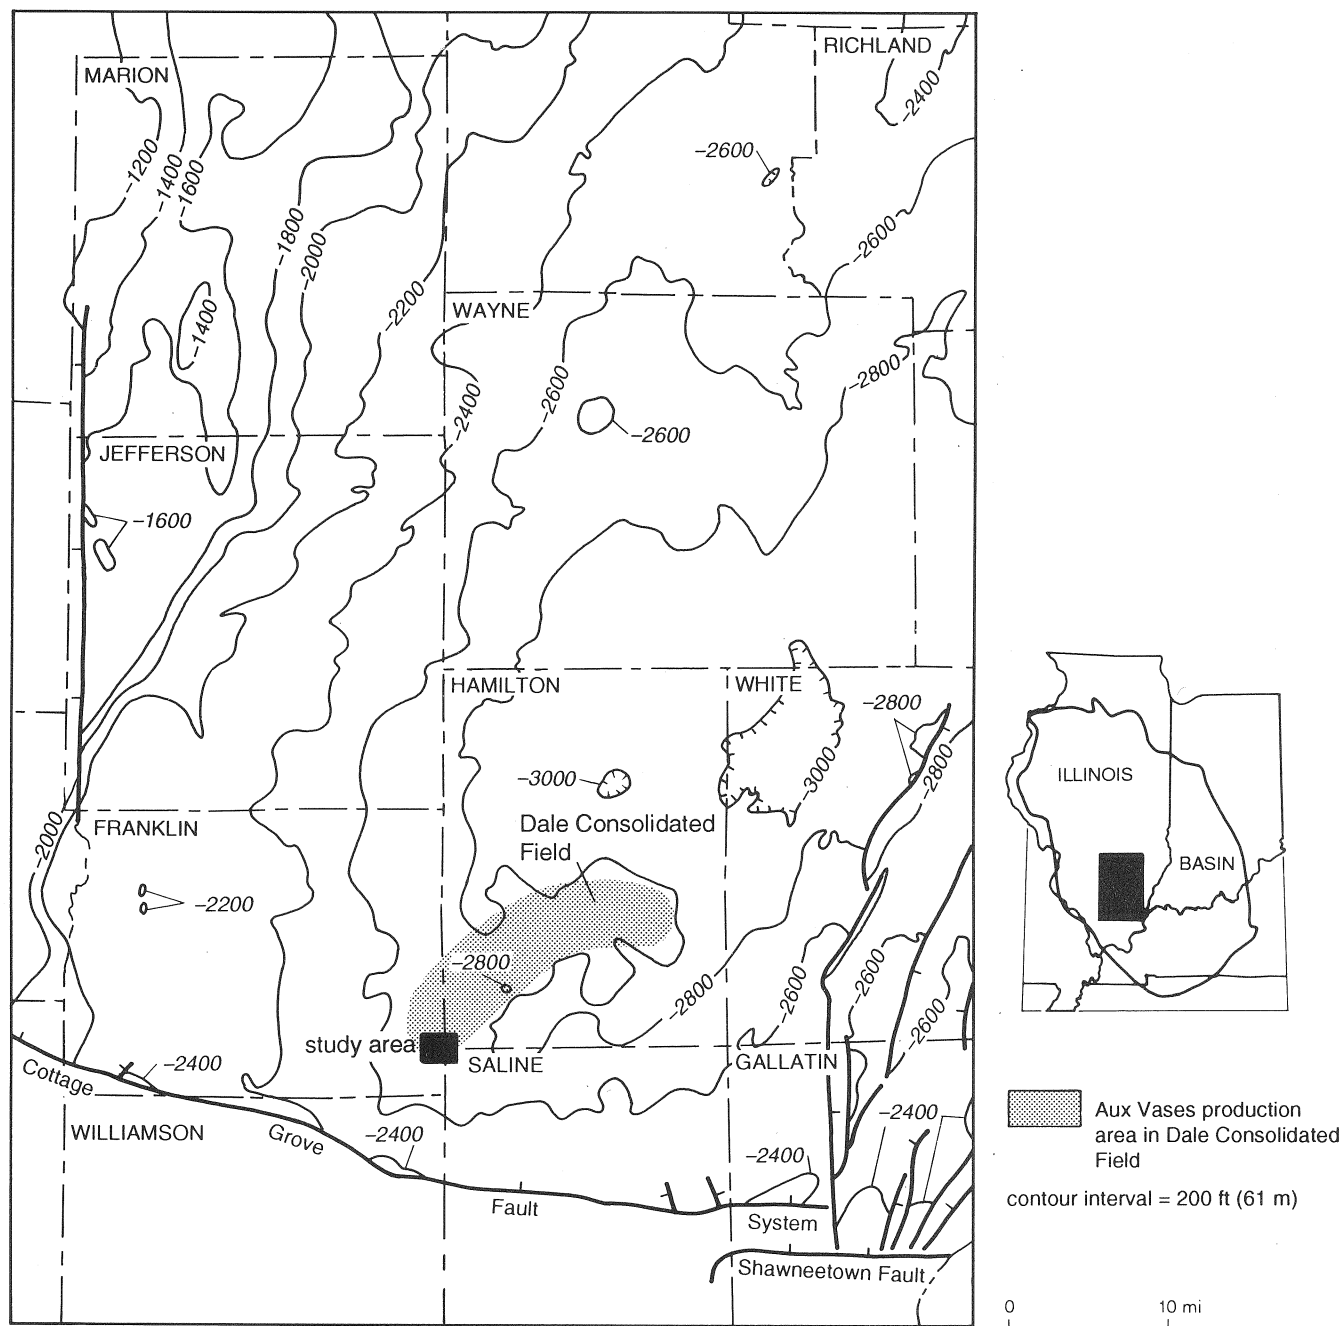 RICHLAND
MARION
–2400
–2600
–1200
–1400
–1600
–1800
–2000
–2600
–2200
–1400
WAYNE
–2800
–2600
–2400
–2600
JEFFERSON
–1600
HAMILTON
WHITE
–2800
–3000
–3000
–2800
ILLINOIS
BASIN
Dale Consolidated
Field
FRANKLIN
–2000
–2200
–2800
–2800
–2600
–2600
–2600
study area
SALINE
GALLATIN
–2400
Cottage
Grove
Fault
System
WILLIAMSON
–2400
–2400
–2400
Shawneetown Fault
Aux Vases production
area in Dale Consolidated
Field
contour interval = 200 ft (61 m)
0 10 mi